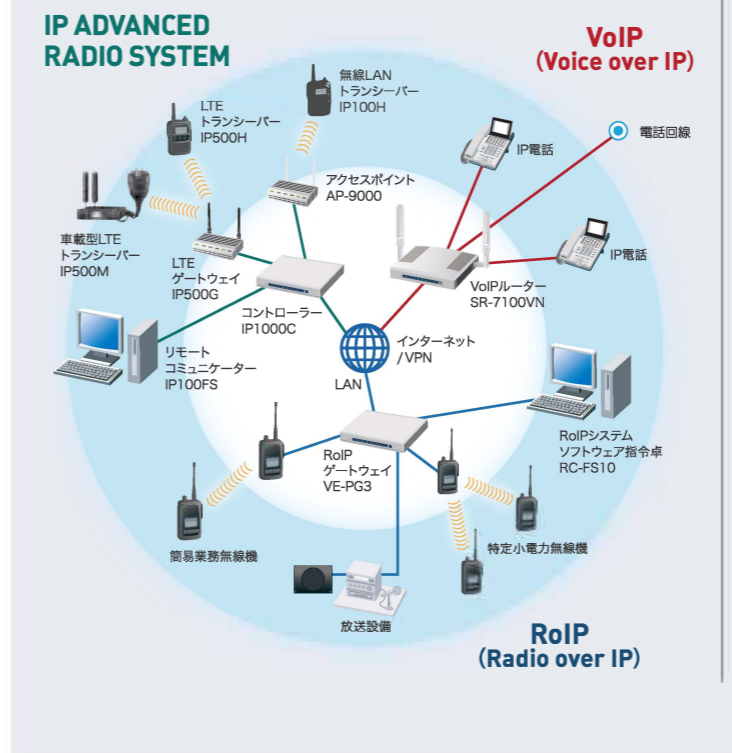 IP ADVANCED
RADIO SYSTEM
VoIP
(Voice over IP)
無線LAN
トランシーバー
IP100H
LTE
トランシーバー
IP500H
電話回線
IP電話
アクセスポイント
AP-9000
車載型LTE
トランシーバー
IP500M
LTE
ゲートウェイ
IP500G
IP電話
VoIPルーター
SR-7100VN
コントローラー
IP1000C
インターネット
/VPN
リモート
コミュニケーター
IP100FS
LAN
RoIPシステム
ソフトウェア指令卓
RC-FS10
RoIP
ゲートウェイ
VE-PG3
簡易業務無線機
特定小電力無線機
放送設備
RoIP
(Radio over IP)